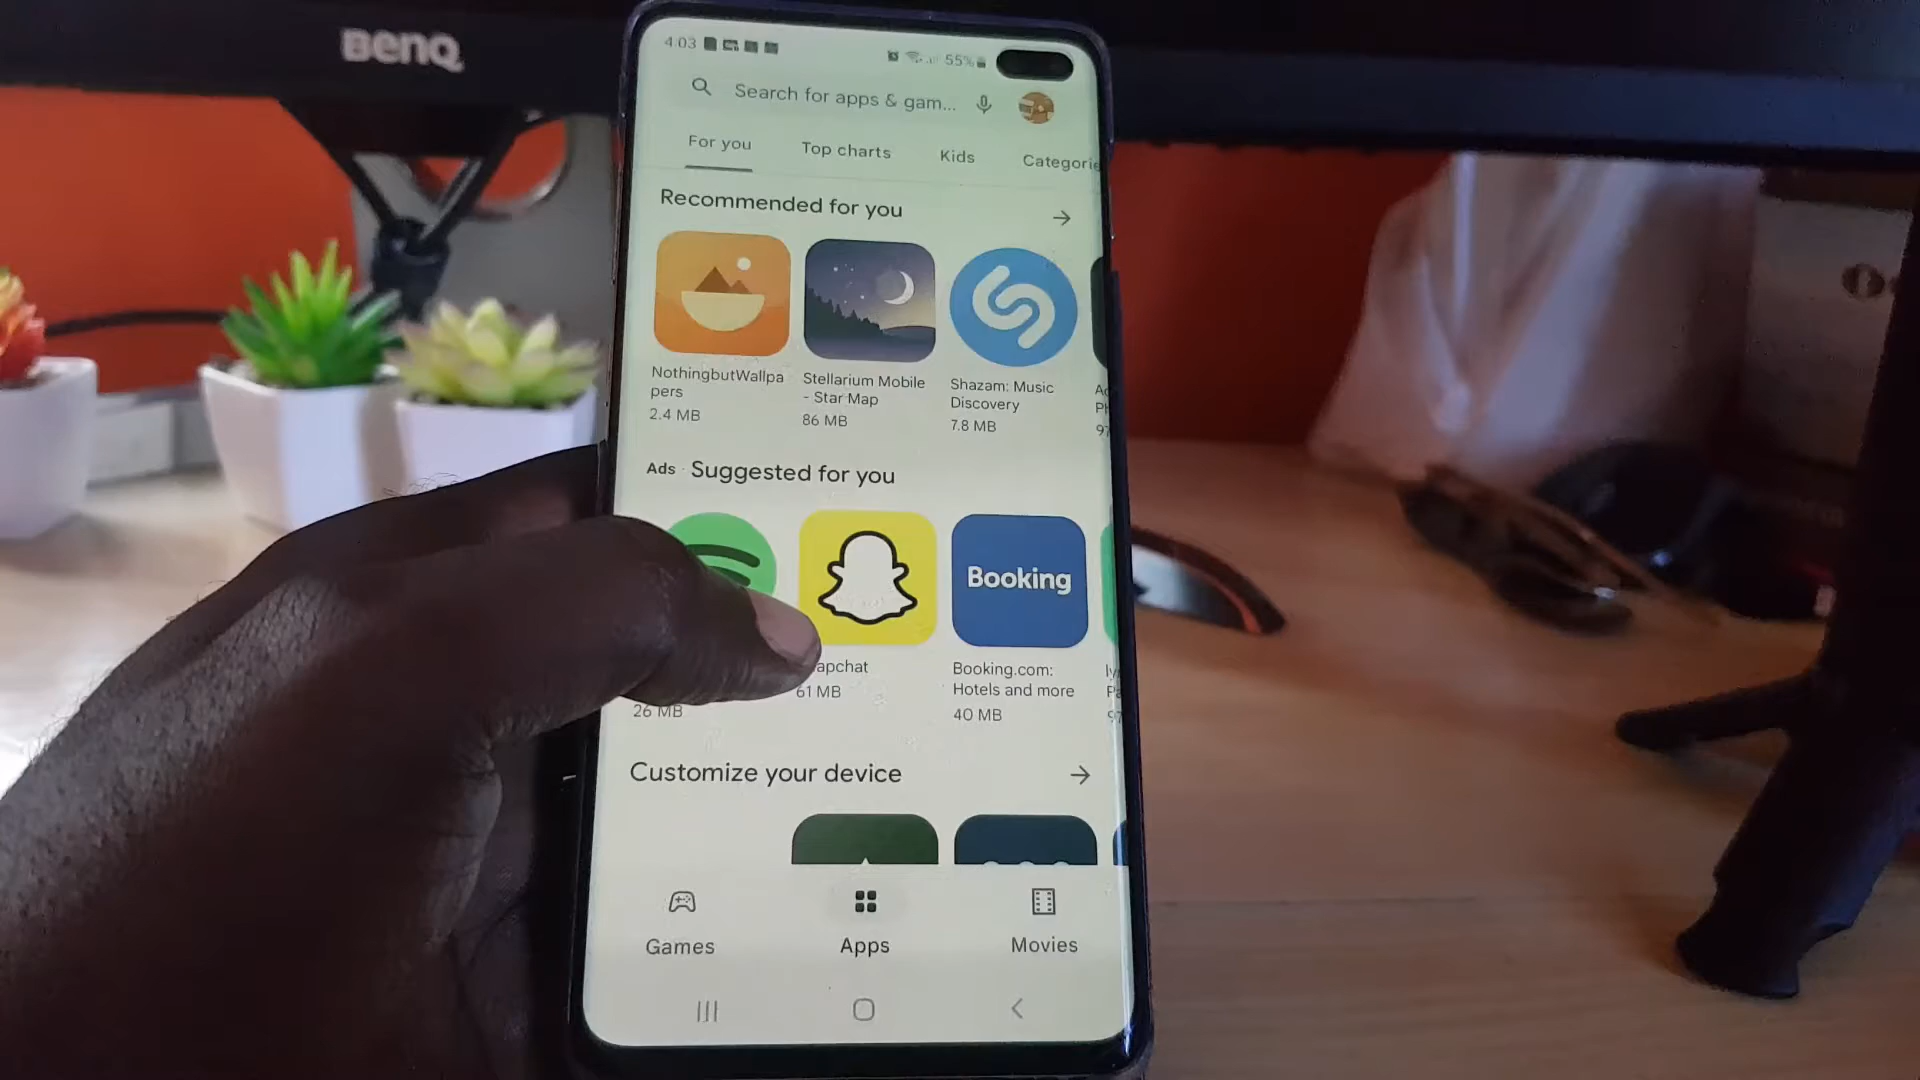 BenQ
4:03
55%
Search for apps & gam...
For you
Top charts
Kids
Categorie
Recommended for you
NothingbutWallpa
pers
2.4 MB
Stellarium Mobile
- Star Map
86 MB
Shazam: Music
Discovery
7.8 MB
Ads · Suggested for you
Booking
26 MB
apchat
61 MB
Booking.com:
Hotels and more
40 MB
Customize your device
Games
Apps
Movies